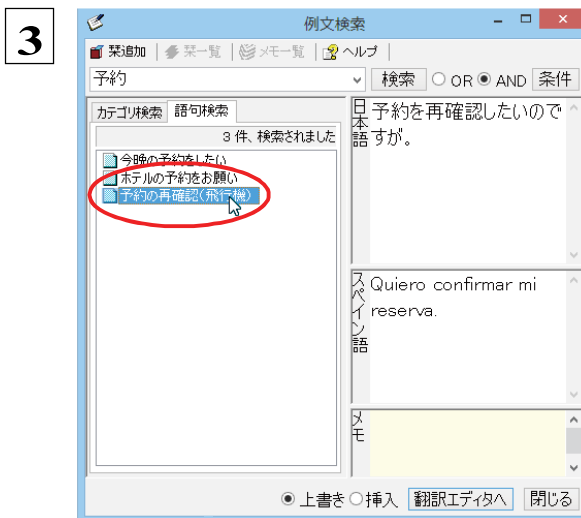 3
例文検索
栞追加 栞一覧 メモ一覧 ヘルプ
予約 検索 OR AND 条件
カテゴリ検索 語句検索
3 件、検索されました
今晩の予約をしたい
ホテルの予約をお願い
予約の再確認(飛行機)
日本語
予約を再確認したいので
すが。
スペイン語
Quiero confirmar mi
reserva.
メモ
上書き 挿入 翻訳エディタへ 閉じる